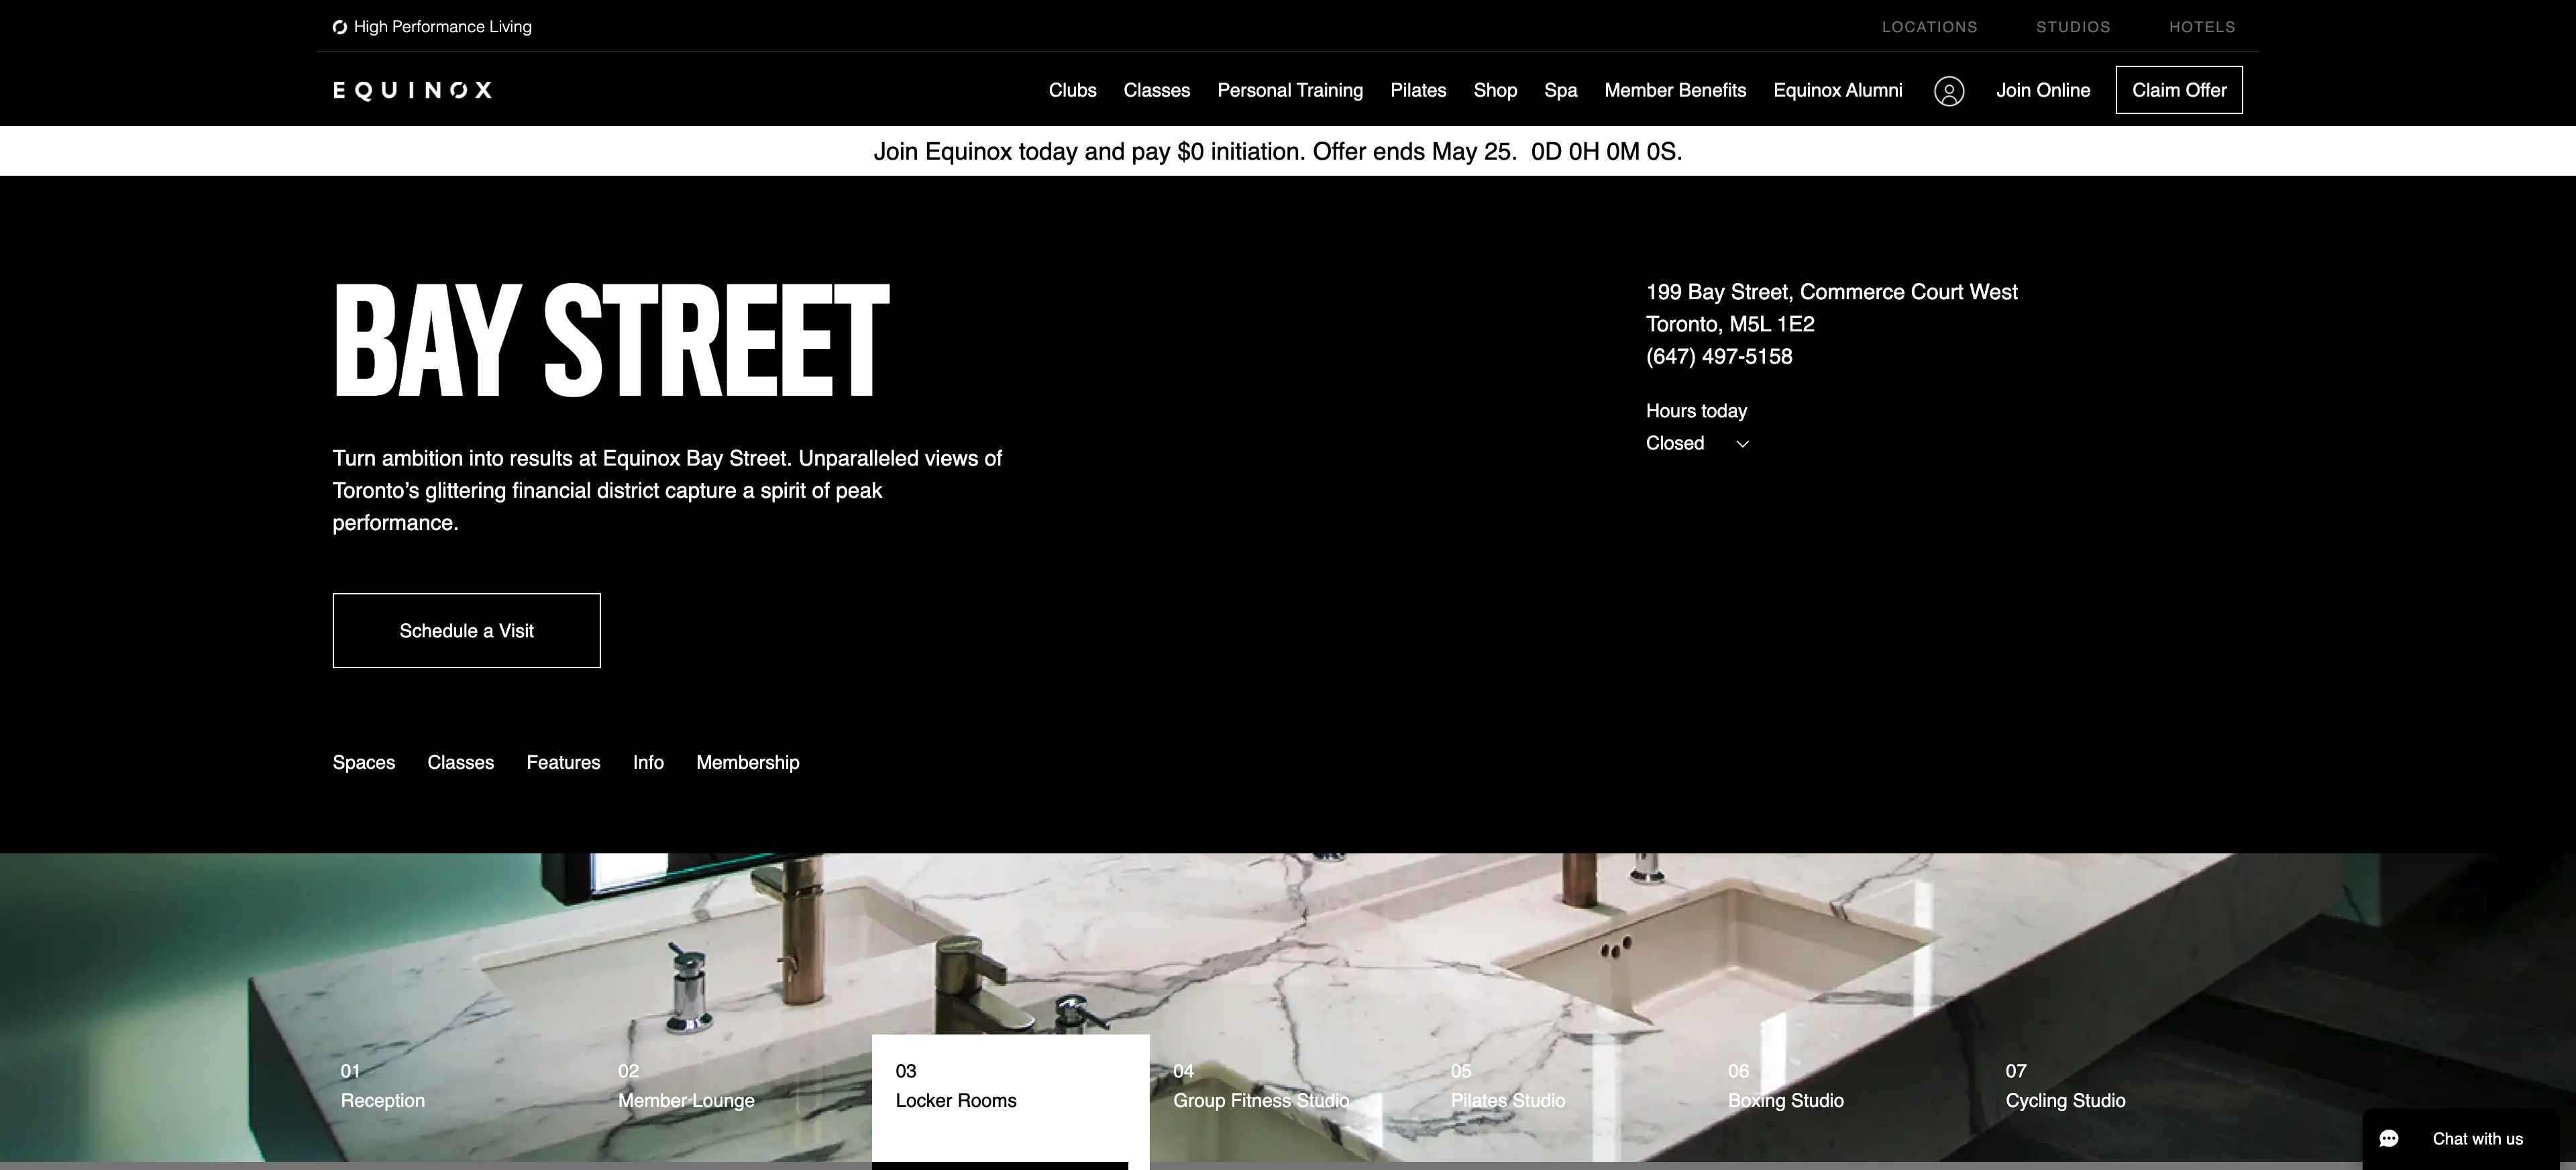 High Performance Living
LOCATIONS STUDIOS HOTELS
EQUINOX
Clubs Classes Personal Training Pilates Shop Spa Member Benefits Equinox Alumni Join Online Claim Offer
Join Equinox today and pay $0 initiation. Offer ends May 25. 0D 0H 0M 0S.
BAY STREET
Turn ambition into results at Equinox Bay Street. Unparalleled views of
Toronto’s glittering financial district capture a spirit of peak
performance.
Schedule a Visit
199 Bay Street, Commerce Court West
Toronto, M5L 1E2
(647) 497-5158
Hours today
Closed
Spaces Classes Features Info Membership
01
Reception
02
Member Lounge
03
Locker Rooms
04
Group Fitness Studio
05
Pilates Studio
06
Boxing Studio
07
Cycling Studio
Chat with us